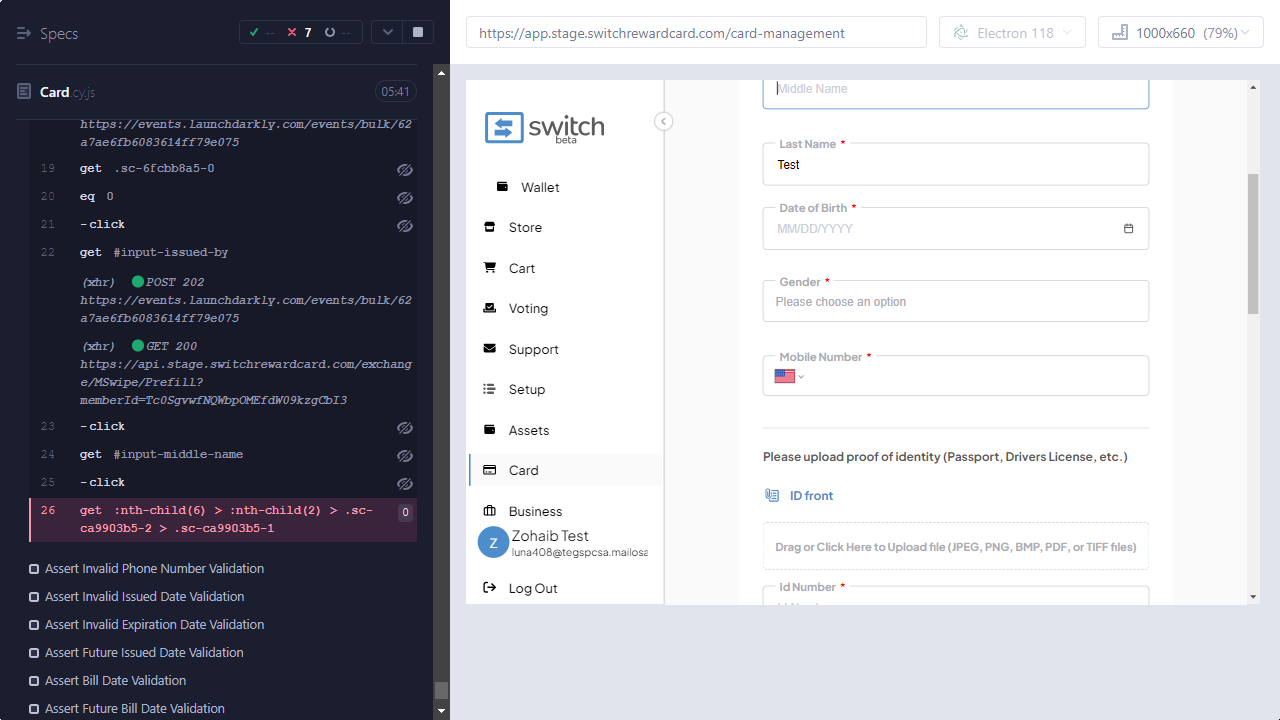 Specs
--
7
--
Card.cy.js
05:41
https://events.launchdarkly.com/events/bulk/62
a7ae6fb6083614ff79e075
19 get .sc-6fcbb8a5-0
20 eq 0
21 -click
22 get #input-issued-by
(xhr) POST 202
https://events.launchdarkly.com/events/bulk/62
a7ae6fb6083614ff79e075
(xhr) GET 200
https://api.stage.switchrewardcard.com/exchang
e/MSwipe/Prefill?
memberId=Tc0SgvwfNQWbpOMEfdW09kzgCbI3
23 -click
24 get #input-middle-name
25 -click
26 get :nth-child(6) > :nth-child(2) > .sc-
ca9903b5-2 > .sc-ca9903b5-1
0
Assert Invalid Phone Number Validation
Assert Invalid Issued Date Validation
Assert Invalid Expiration Date Validation
Assert Future Issued Date Validation
Assert Bill Date Validation
Assert Future Bill Date Validation
https://app.stage.switchrewardcard.com/card-management
Electron 118
1000x660 (79%)
switch
beta
Wallet
Store
Cart
Voting
Support
Setup
Assets
Card
Business
Z
Zohaib Test
luna408@tegspcsa.mailosa
Log Out
Middle Name
Last Name *
Test
Date of Birth *
MM/DD/YYYY
Gender *
Please choose an option
Mobile Number *
Please upload proof of identity (Passport, Drivers License, etc.)
ID front
Drag or Click Here to Upload file (JPEG, PNG, BMP, PDF, or TIFF files)
Id Number *